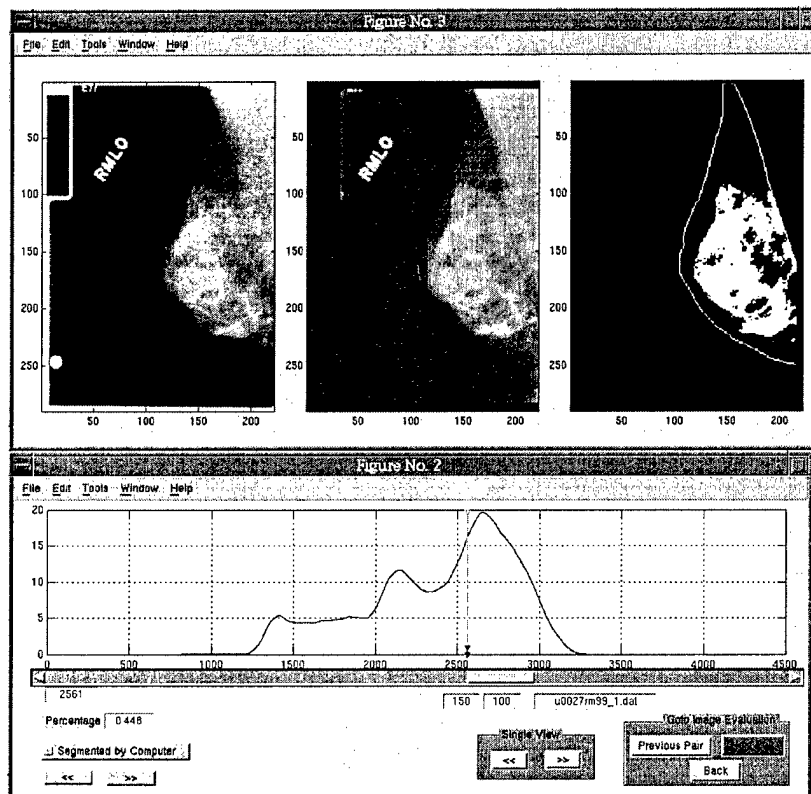 Figure No. 3
File Edit Tools Window Help
RMLO RMLO
50 50 50
100 100 100
150 150 150
200 200 200
250 250 250
50 100 150 200 50 100 150 200 50 100 150 200
Figure No. 2
File Edit Tools Window Help
20
15
10
5
0
0 500 1000 1500 2000 2500 3000 3500 4000 4500
2561 150 100 u0027rm99_1.dat
Percentage 0.446
Segmented by Computer
<< >>
Single View
<< >>
Goto Image Evaluation
Previous Pair
Back